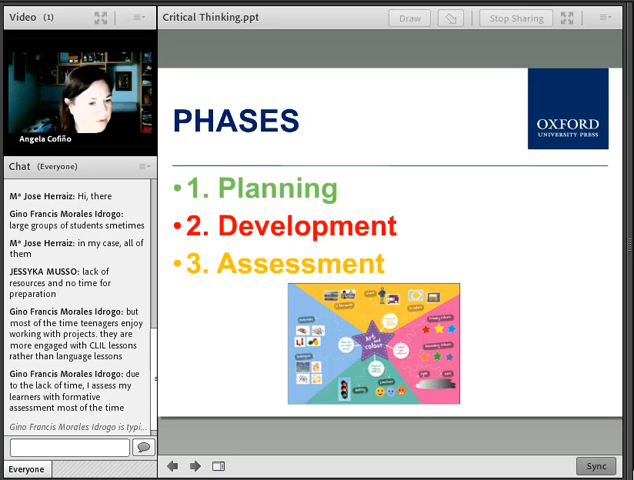 Video (1)
Critical Thinking.ppt
Draw
Stop Sharing
Angela Cofiño
Chat (Everyone)
Mª Jose Herraiz: Hi, there
Gino Francis Morales Idrogo:
large groups of students smetimes
Mª Jose Herraiz: in my case, all of
them
JESSYKA MUSSO: lack of
resources and no time for
preparation
Gino Francis Morales Idrogo: but
most of the time teenagers enjoy
working with projects. they are
more engaged with CLIL lessons
rather than language lessons
Gino Francis Morales Idrogo: due
to the lack of time, I assess my
learners with formative
assessment most of the time
Gino Francis Morales Idrogo is typi...
Everyone
PHASES
OXFORD
UNIVERSITY PRESS
•1. Planning
•2. Development
•3. Assessment
Art
and
colour
Sync